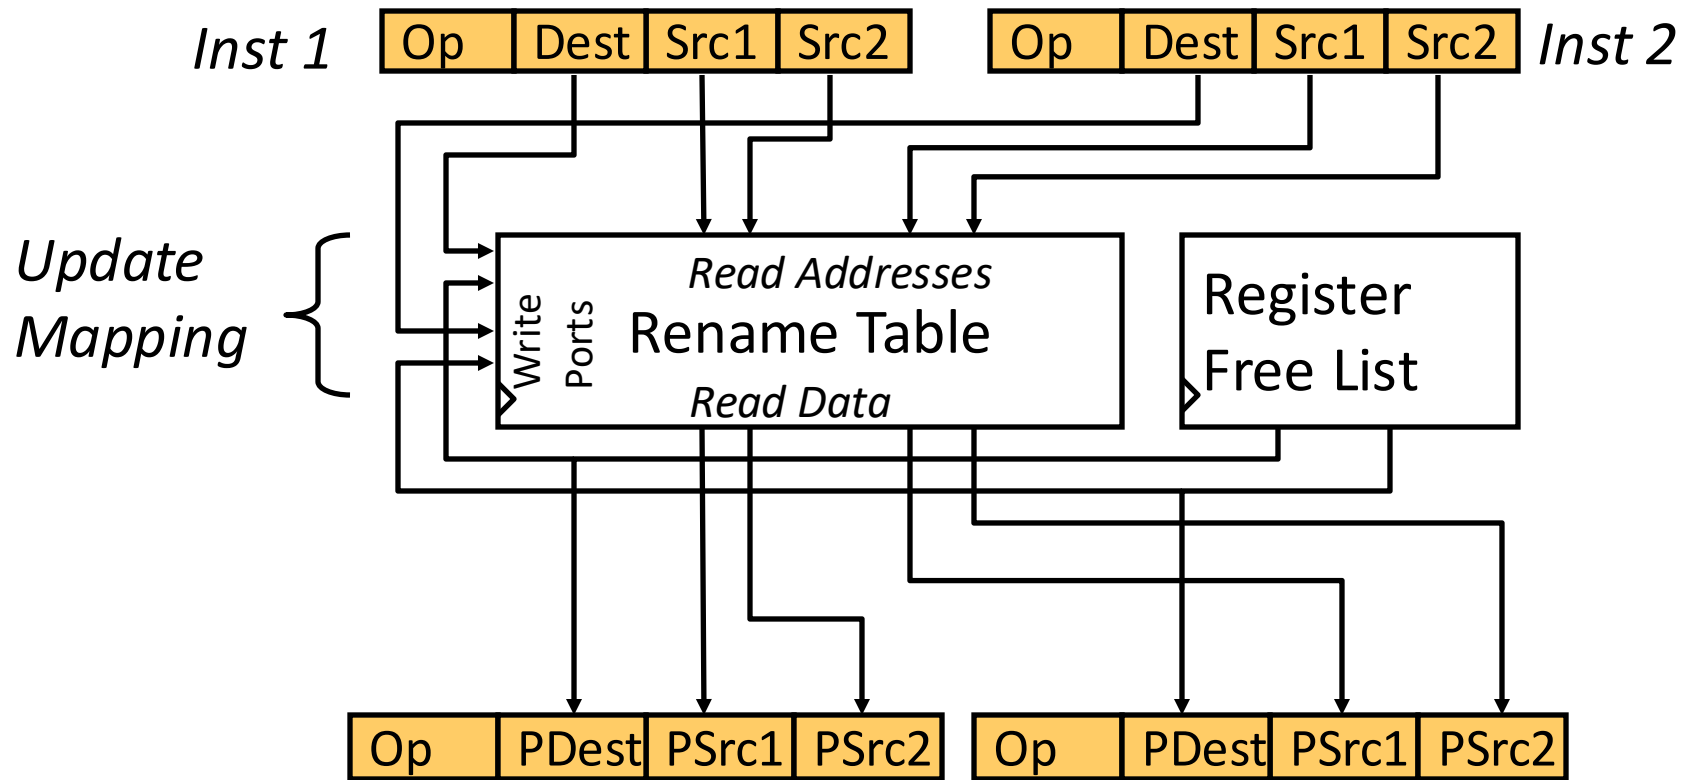 Inst 1 Op Dest Src1 Src2 Op Dest Src1 Src2 Inst 2
Update
Mapping
Write
Ports
Read Addresses
Rename Table
Read Data
Register
Free List
Op PDest PSrc1 PSrc2 Op PDest PSrc1 PSrc2